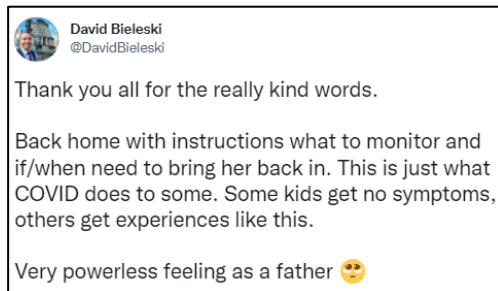 David Bieleski
@DavidBieleski
Thank you all for the really kind words.
Back home with instructions what to monitor and
if/when need to bring her back in. This is just what
COVID does to some. Some kids get no symptoms,
others get experiences like this.
Very powerless feeling as a father 🥺